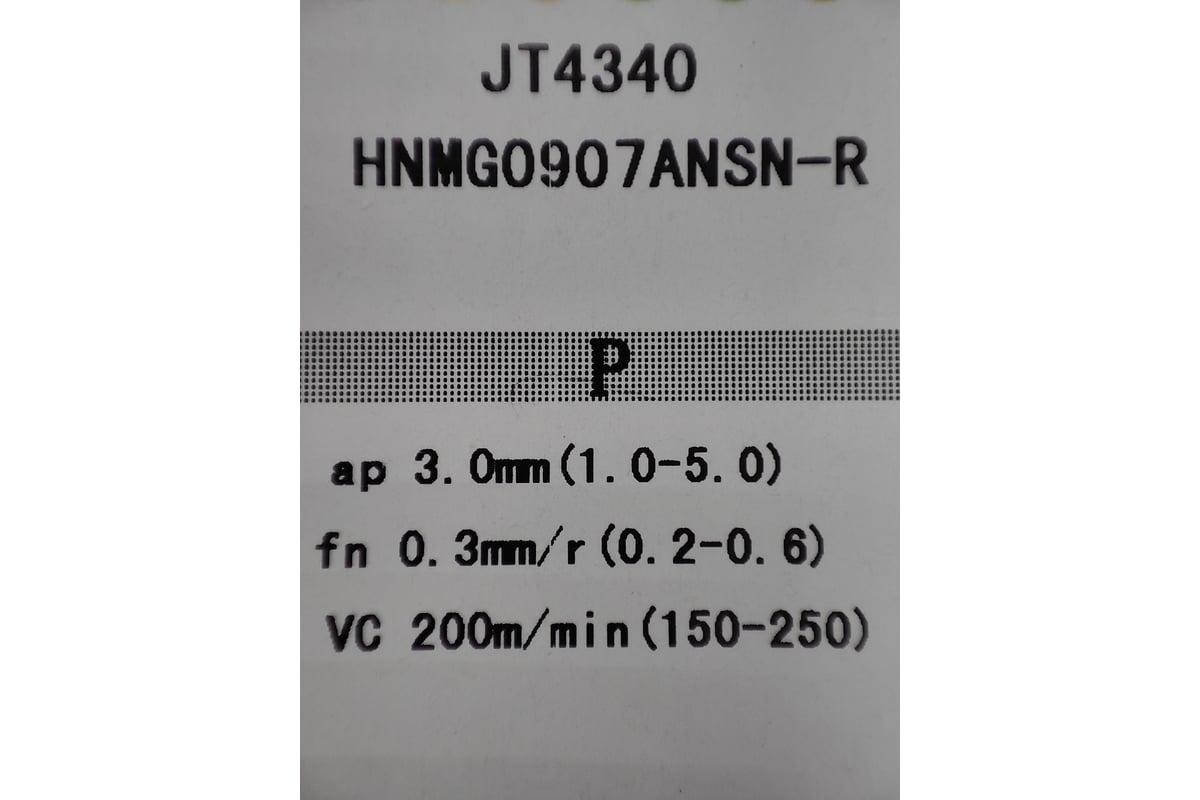 JT4340
HNMG0907ANSN-R
P
ap 3.0mm(1.0-5.0)
fn 0.3mm/r(0.2-0.6)
VC 200m/min(150-250)